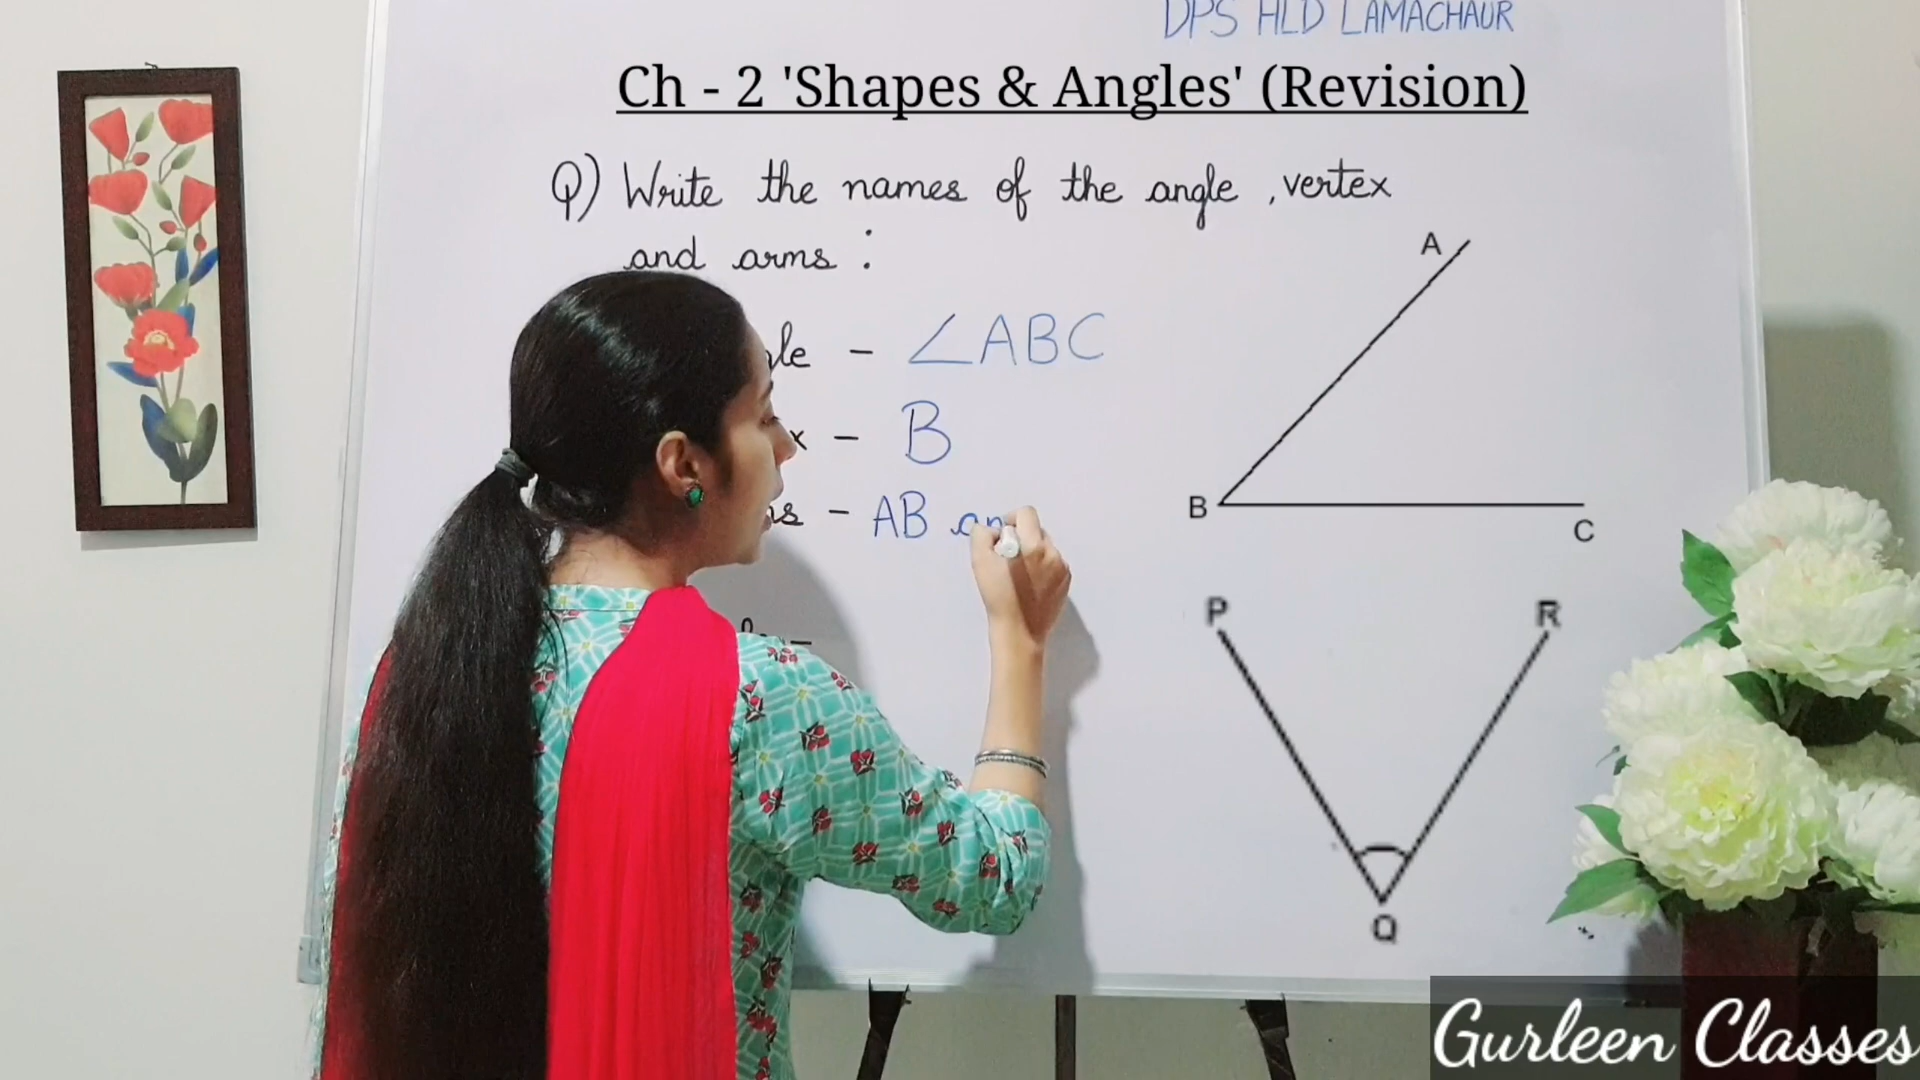 DPS HLD LAMACHAUR
Ch - 2 'Shapes & Angles' (Revision)
Q) Write the names of the angle, vertex
and arms :
A
- ∠ABC
- B
- AB an
B
C
P
R
Q
Gurleen Classes